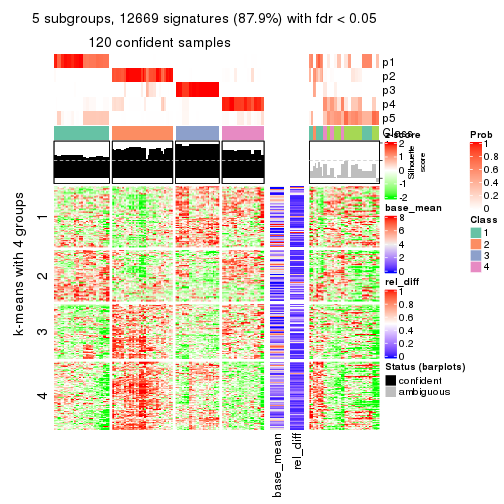 5 subgroups, 12669 signatures (87.9%) with fdr < 0.05
120 confident samples
p1
p2
p3
p4
p5
Class
z-score
2
1
0
-1
-2
Silhouette
score
Prob
1
0.8
0.6
0.4
0.2
0
base_mean
8
6
4
2
0
Class
1
2
3
4
rel_diff
1
0.8
0.6
0.4
0.2
0
Status (barplots)
confident
ambiguous
k-means with 4 groups
1
2
3
4
base_mean
rel_diff